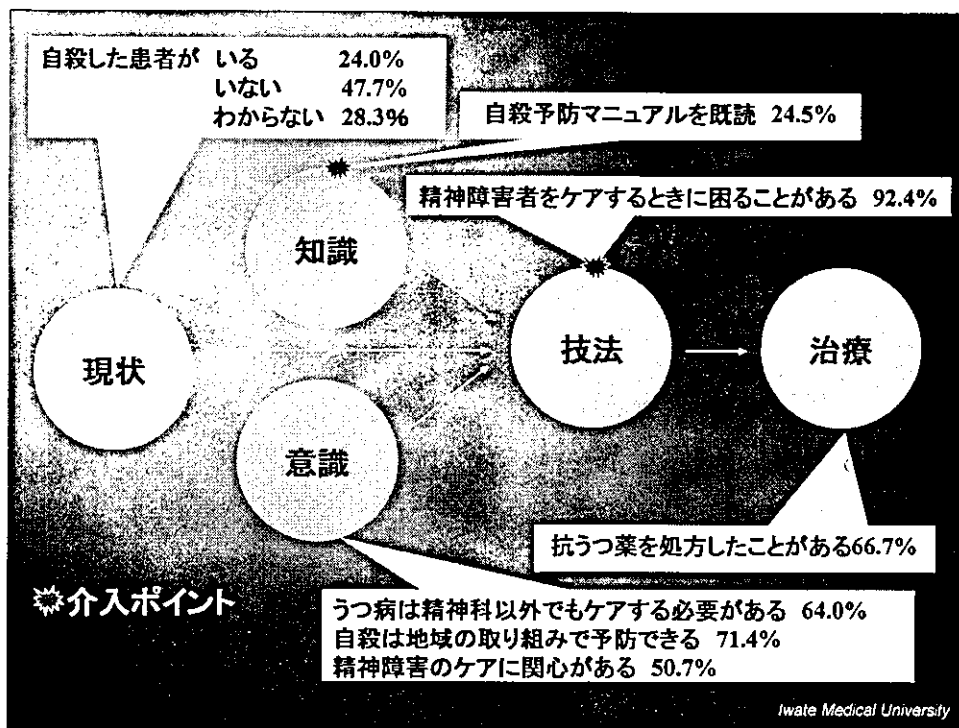 自殺した患者が いる 24.0%
いない 47.7%
わからない 28.3%
自殺予防マニュアルを既読 24.5%
精神障害者をケアするときに困ることがある 92.4%
知識
現状
技法
治療
意識
抗うつ薬を処方したことがある66.7%
介入ポイント
うつ病は精神科以外でもケアする必要がある 64.0%
自殺は地域の取り組みで予防できる 71.4%
精神障害のケアに関心がある 50.7%
Iwate Medical University